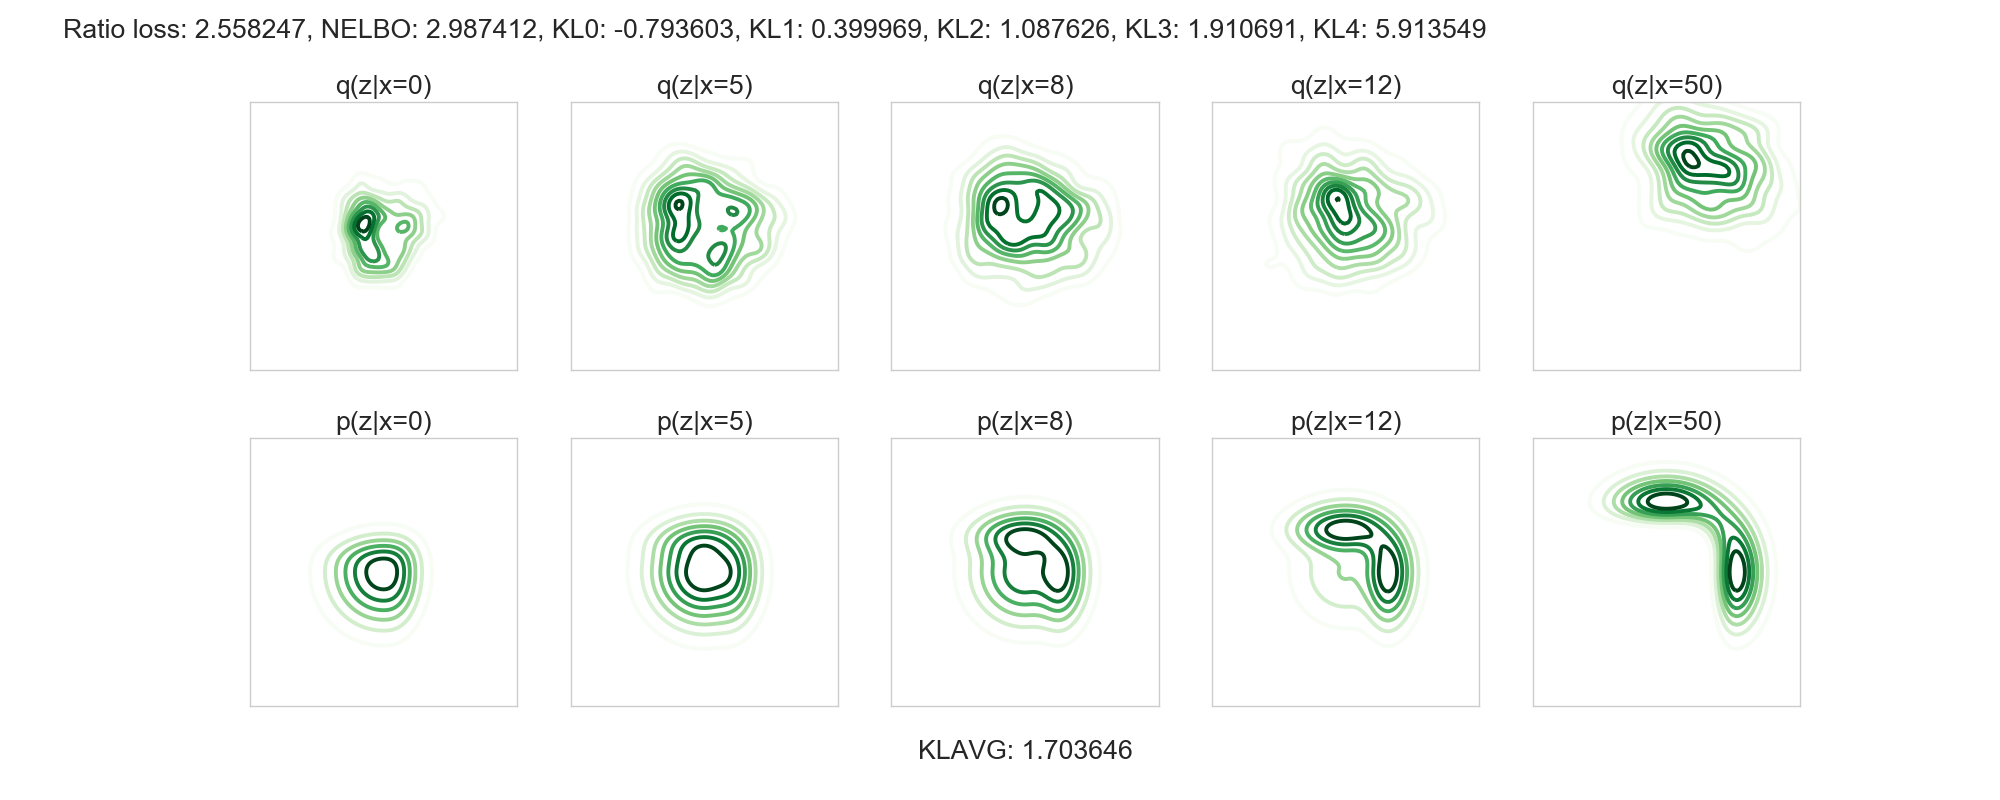 Ratio loss: 2.558247, NELBO: 2.987412, KL0: -0.793603, KL1: 0.399969, KL2: 1.087626, KL3: 1.910691, KL4: 5.913549
q(z|x=0) q(z|x=5) q(z|x=8) q(z|x=12) q(z|x=50)
p(z|x=0) p(z|x=5) p(z|x=8) p(z|x=12) p(z|x=50)
KLAVG: 1.703646